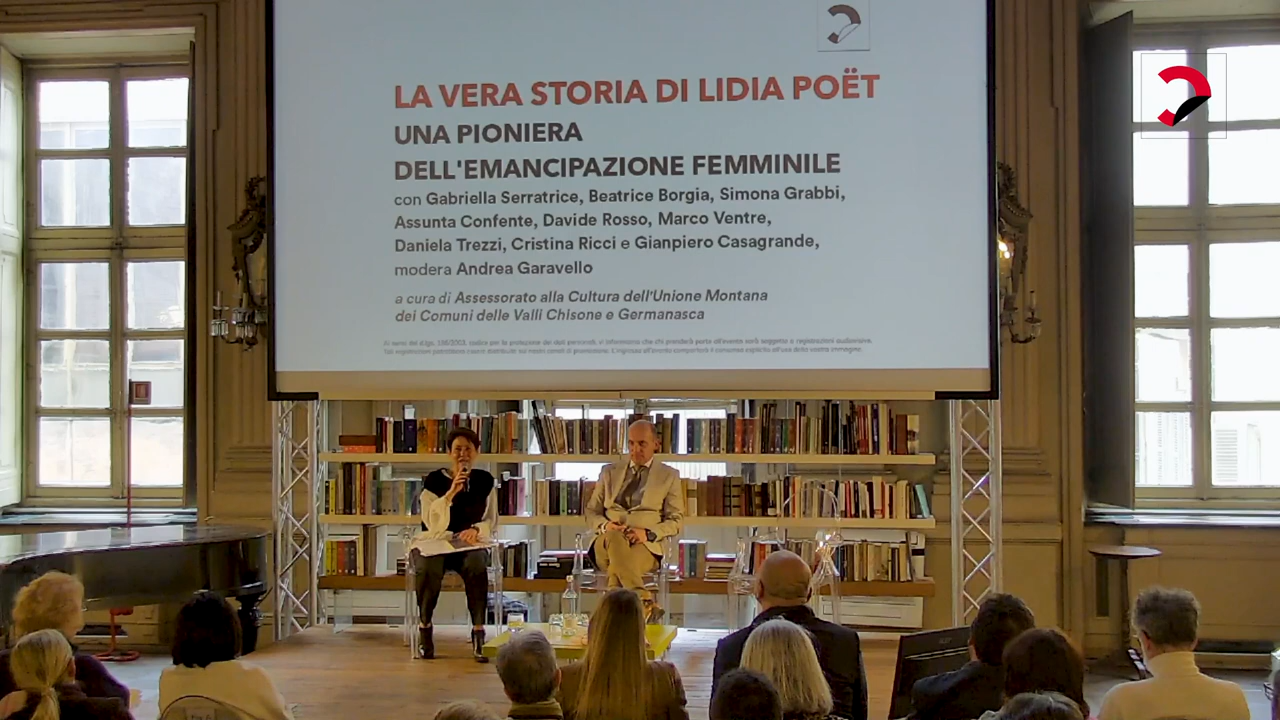 LA VERA STORIA DI LIDIA POËT
UNA PIONIERA
DELL'EMANCIPAZIONE FEMMINILE
con Gabriella Serratrice, Beatrice Borgia, Simona Grabbi,
Assunta Confente, Davide Rosso, Marco Ventre,
Daniela Trezzi, Cristina Ricci e Gianpiero Casagrande,
modera Andrea Garavello
a cura di Assessorato alla Cultura dell'Unione Montana
dei Comuni delle Valli Chisone e Germanasca